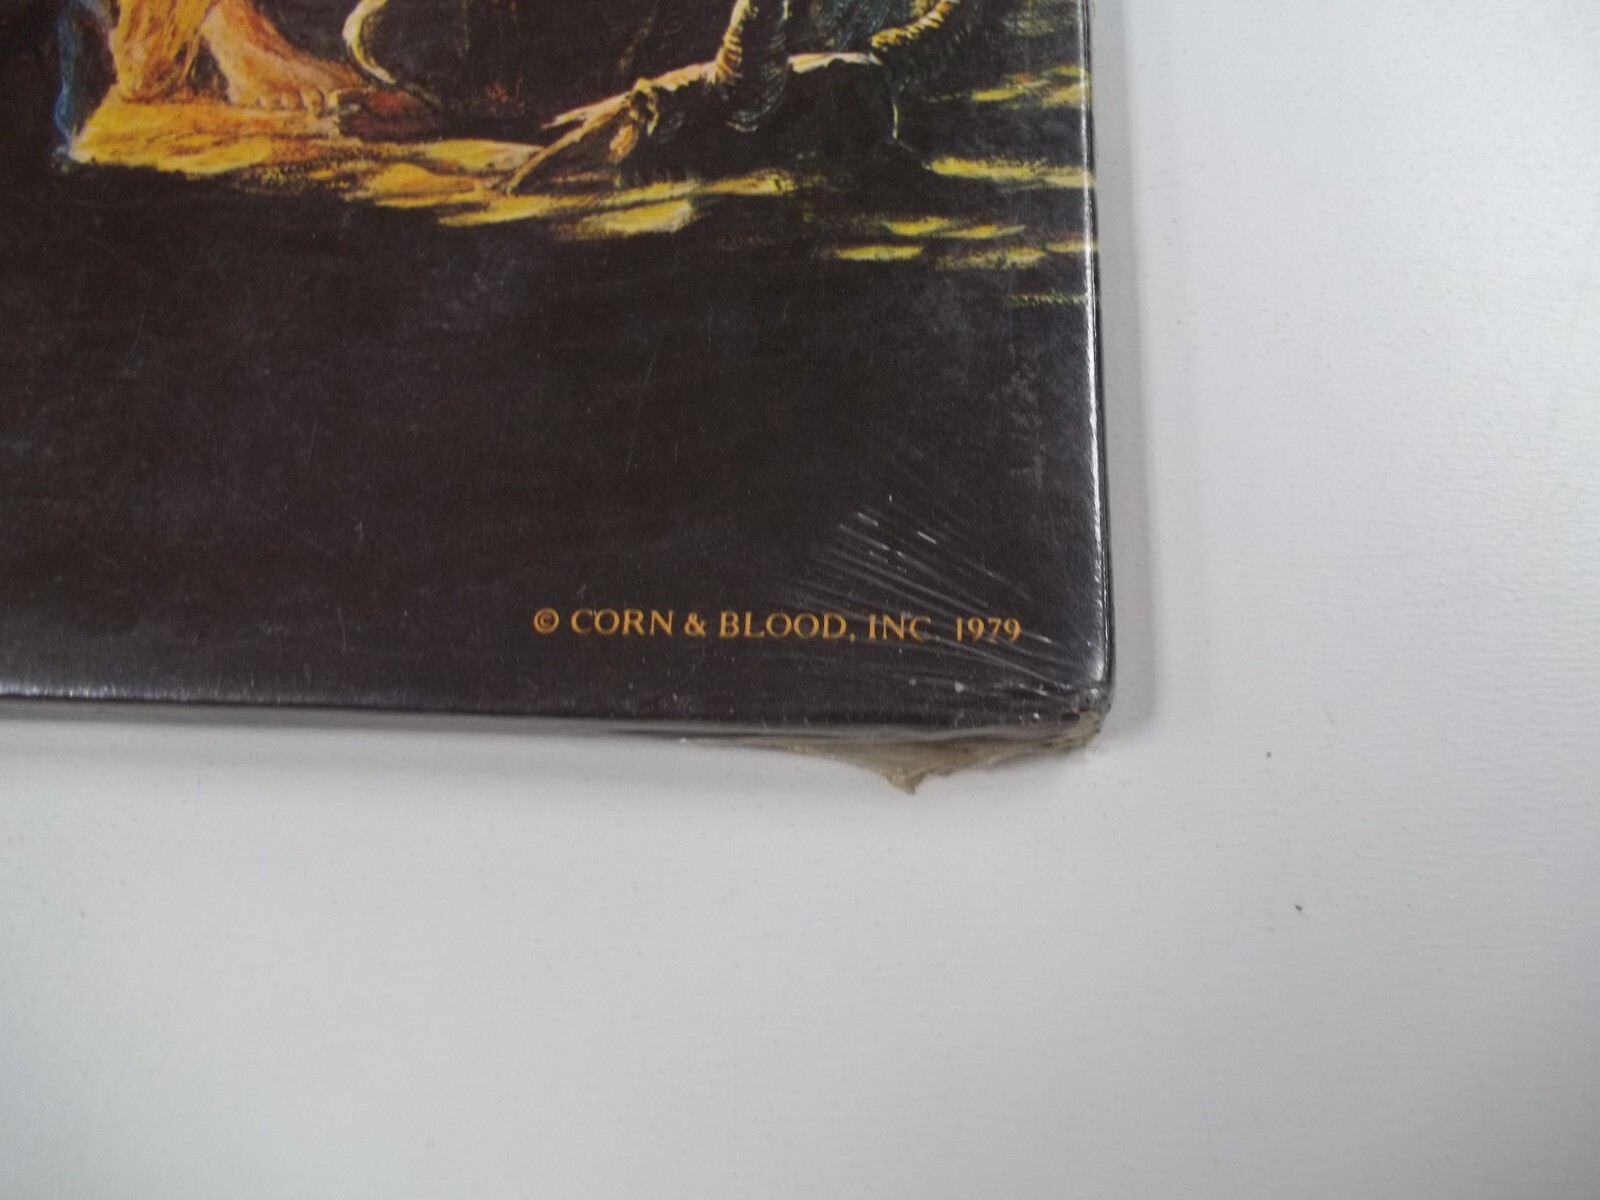 © CORN & BLOOD, INC. 1979